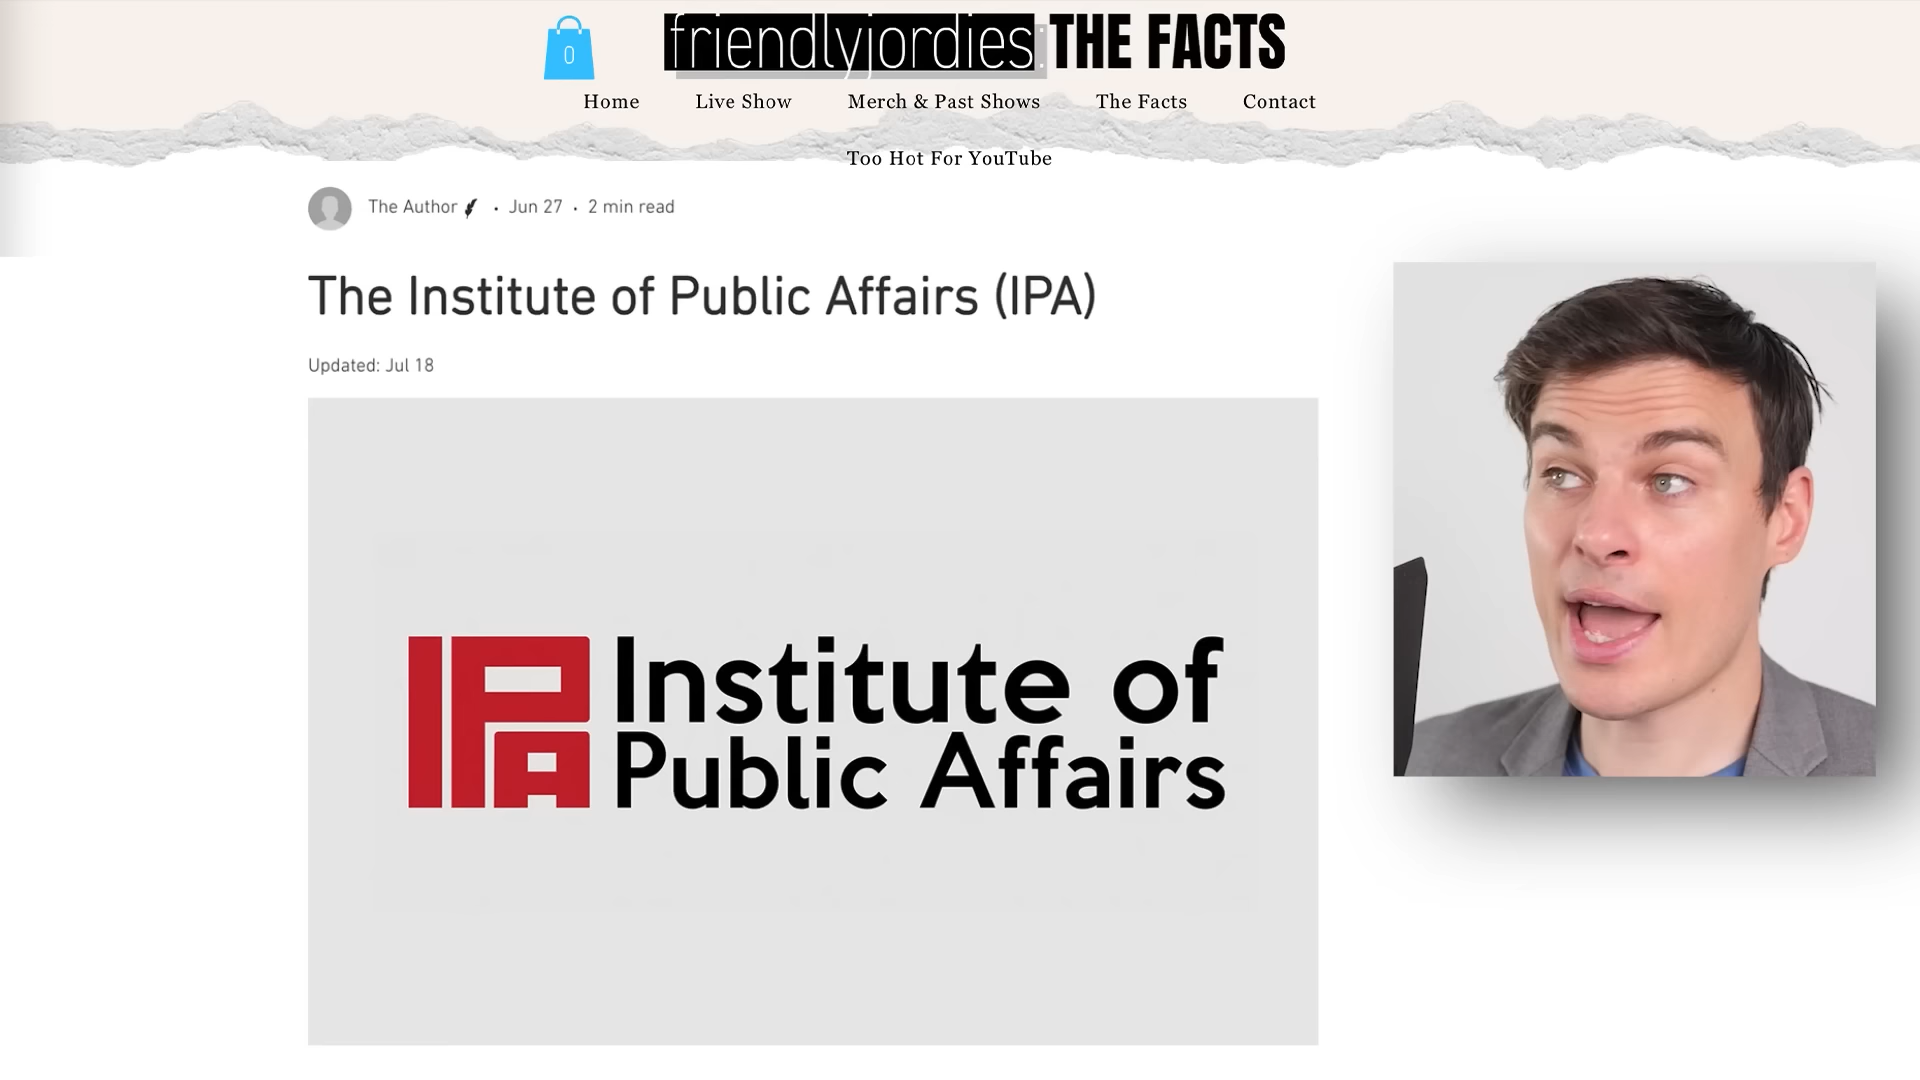 0
friendlyjordies: THE FACTS
Home Live Show Merch & Past Shows The Facts Contact
Too Hot For YouTube
The Author · Jun 27 · 2 min read
The Institute of Public Affairs (IPA)
Updated: Jul 18
IPA
Institute of
Public Affairs